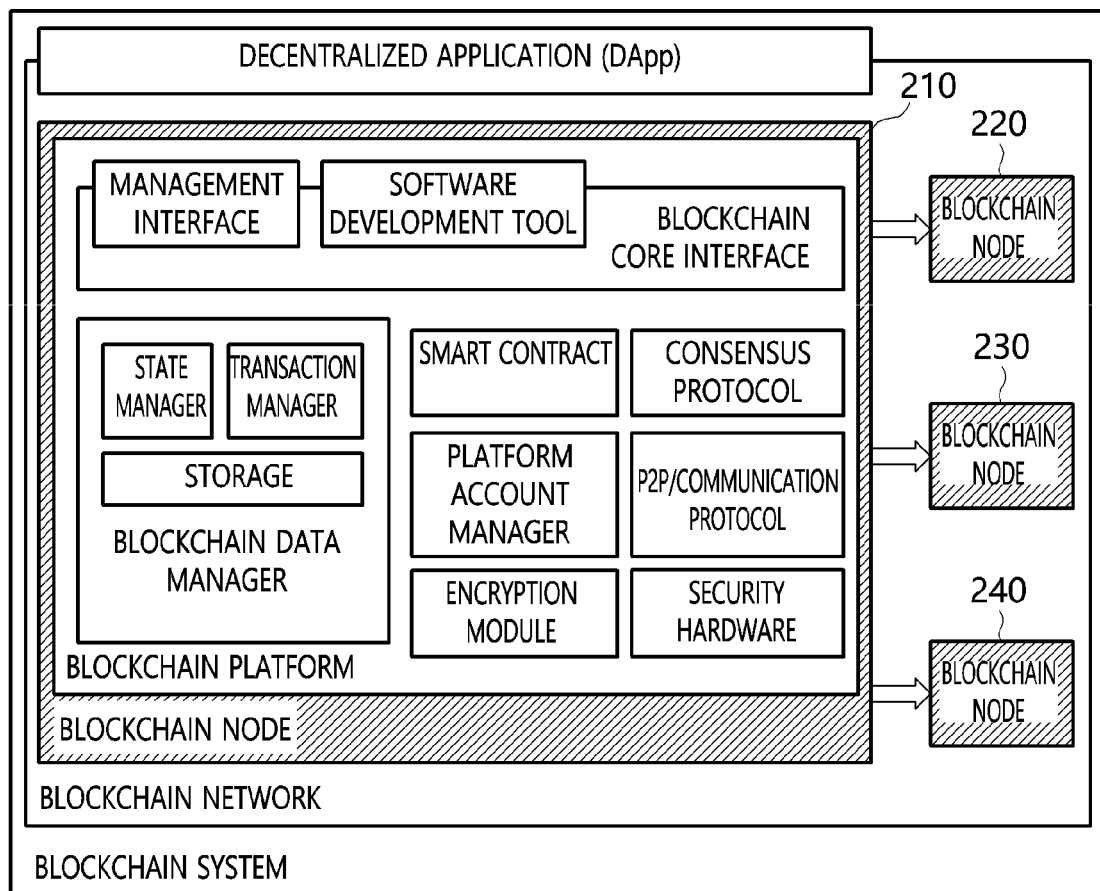 DECENTRALIZED APPLICATION (DApp)
210
220
MANAGEMENT
INTERFACE
SOFTWARE
DEVELOPMENT TOOL
BLOCKCHAIN
CORE INTERFACE
BLOCKCHAIN
NODE
STATE
MANAGER
TRANSACTION
MANAGER
STORAGE
BLOCKCHAIN DATA
MANAGER
SMART CONTRACT
CONSENSUS
PROTOCOL
230
PLATFORM
ACCOUNT
MANAGER
P2P/COMMUNICATION
PROTOCOL
BLOCKCHAIN
NODE
ENCRYPTION
MODULE
SECURITY
HARDWARE
240
BLOCKCHAIN
NODE
BLOCKCHAIN PLATFORM
BLOCKCHAIN NODE
BLOCKCHAIN NETWORK
BLOCKCHAIN SYSTEM